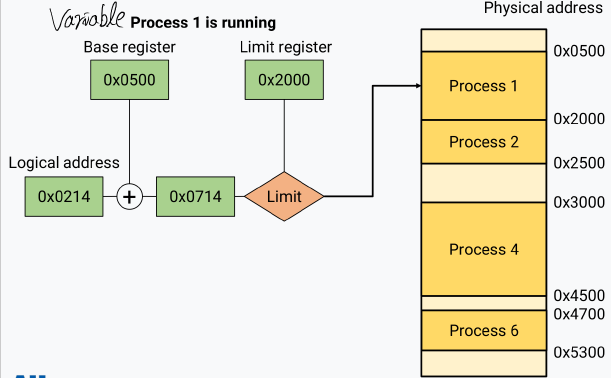 Variable Process 1 is running
Physical address
Base register
Limit register
0x0500
0x2000
Logical address
0x0214
+
0x0714
Limit
0x0500
Process 1
0x2000
Process 2
0x2500
0x3000
Process 4
0x4500
0x4700
Process 6
0x5300